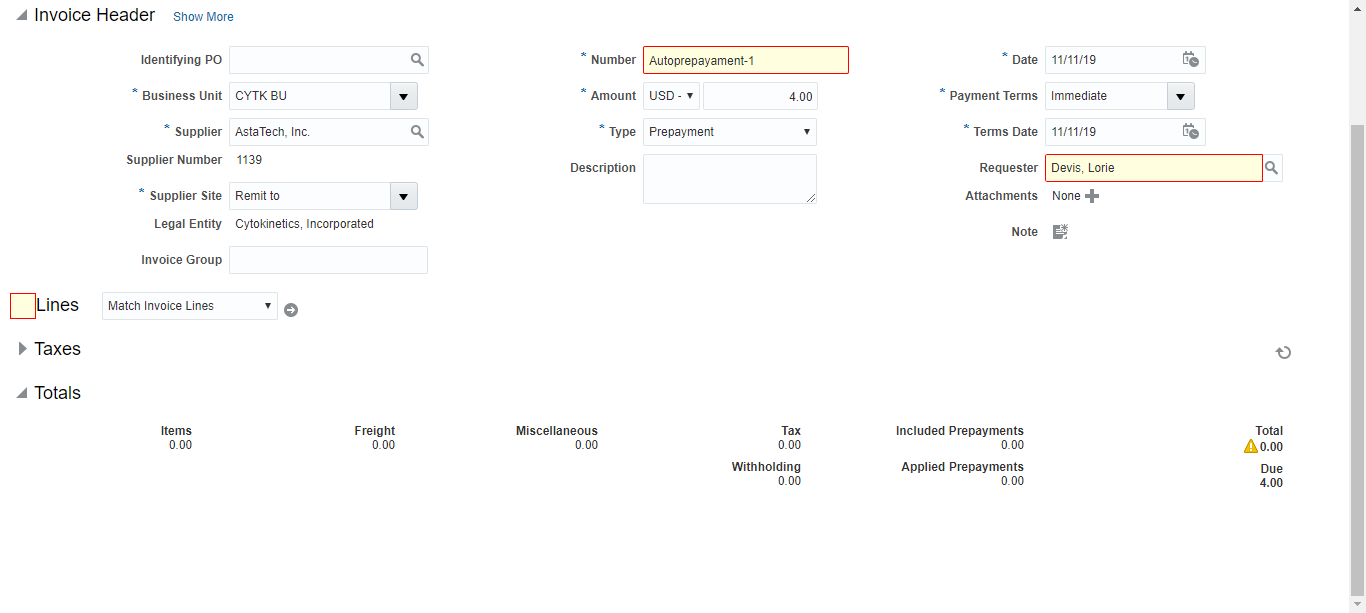 Invoice Header Show More
Identifying PO
* Number Autoprepayament-1
* Date 11/11/19
* Business Unit CYTK BU
* Amount USD - 4.00
* Payment Terms Immediate
* Supplier AstaTech, Inc.
* Type Prepayment
* Terms Date 11/11/19
Supplier Number 1139
Description
Requester Devis, Lorie
* Supplier Site Remit to
Attachments None
Legal Entity Cytokinetics, Incorporated
Note
Invoice Group
Lines Match Invoice Lines
Taxes
Totals
Items Freight Miscellaneous Tax Included Prepayments Total
0.00 0.00 0.00 0.00 0.00 0.00
Withholding Applied Prepayments Due
0.00 0.00 4.00